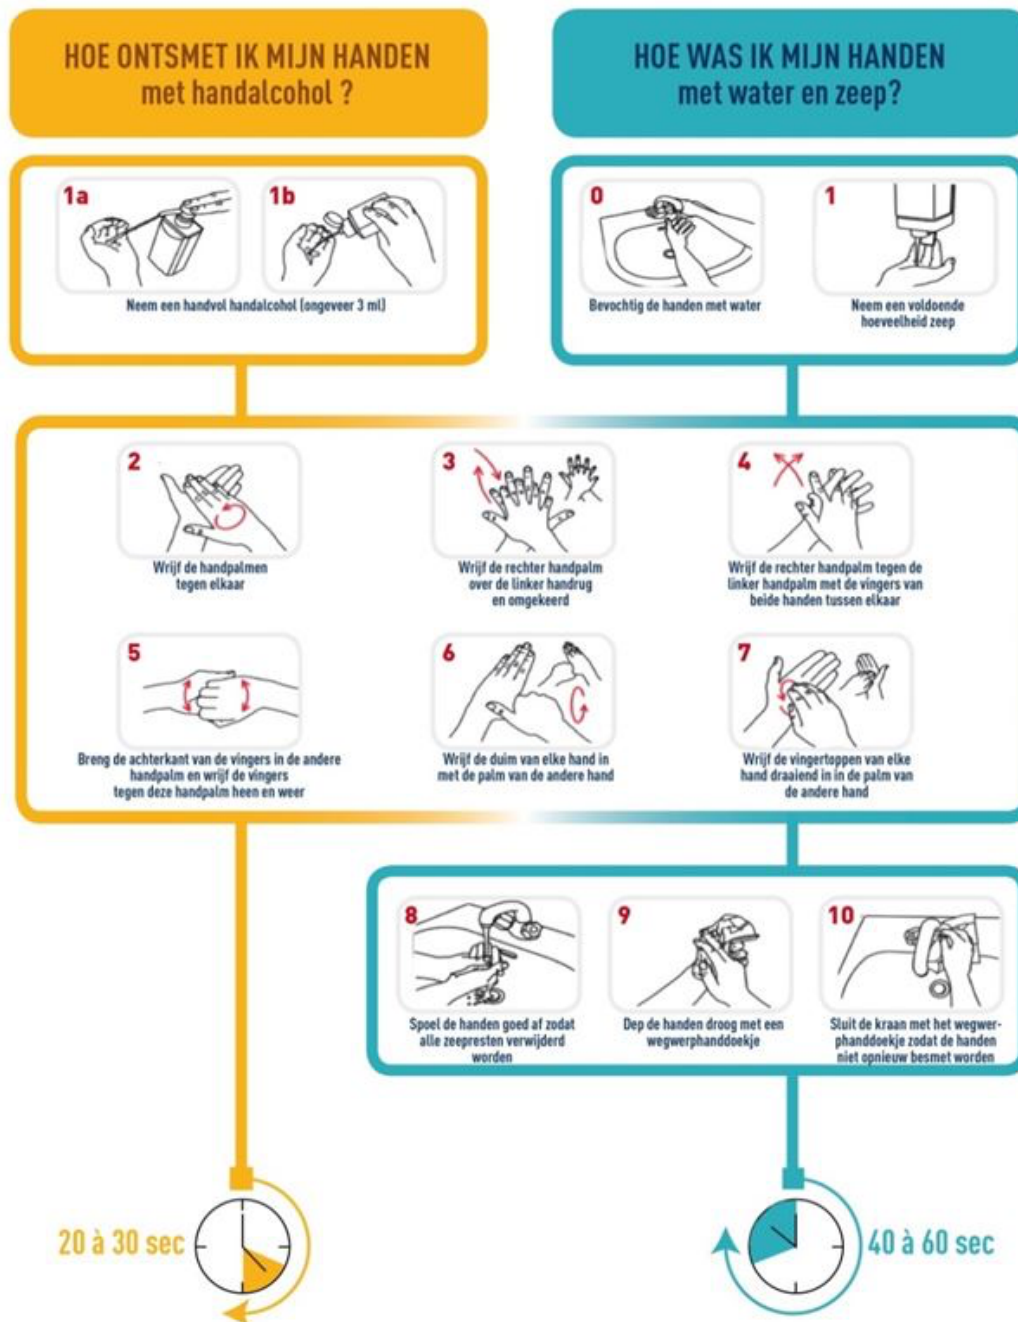 HOE ONTSMET IK MIJN HANDEN
met handalcohol ?
HOE WAS IK MIJN HANDEN
met water en zeep?
1a
1b
Neem een handvol handalcohol (ongeveer 3 ml)
0
Bevochtig de handen met water
1
Neem een voldoende
hoeveelheid zeep
2
Wrijf de handpalmen
tegen elkaar
3
Wrijf de rechter handpalm
over de linker handrug
en omgekeerd
4
Wrijf de rechter handpalm tegen de
linker handpalm met de vingers van
beide handen tussen elkaar
5
Breng de achterkant van de vingers in de andere
handpalm en wrijf de vingers
tegen deze handpalm heen en weer
6
Wrijf de duim van elke hand in
met de palm van de andere hand
7
Wrijf de vingertoppen van elke
hand draaiend in in de palm van
de andere hand
8
Spoel de handen goed af zodat
alle zeepresten verwijderd
worden
9
Dep de handen droog met een
wegwerphanddoekje
10
Sluit de kraan met het wegwer-
phanddoekje zodat de handen
niet opnieuw besmet worden
20 à 30 sec
40 à 60 sec